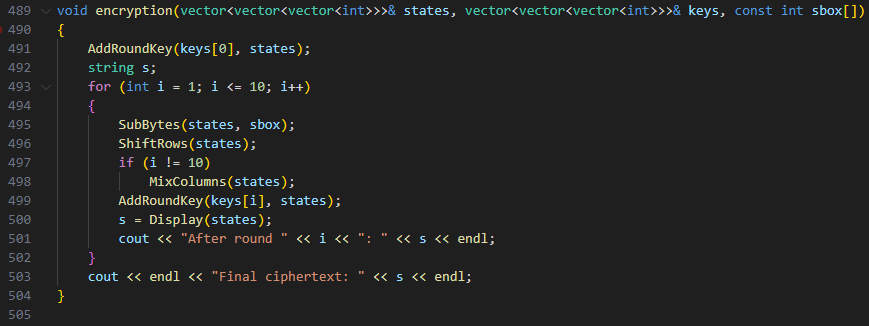 489 void encryption(vector<vector<vector<int>>>& states, vector<vector<vector<int>>>& keys, const int sbox[])
490 {
491     AddRoundKey(keys[0], states);
492     string s;
493     for (int i = 1; i <= 10; i++)
494     {
495         SubBytes(states, sbox);
496         ShiftRows(states);
497         if (i != 10)
498             MixColumns(states);
499         AddRoundKey(keys[i], states);
500         s = Display(states);
501         cout << "After round " << i << ": " << s << endl;
502     }
503     cout << endl << "Final ciphertext: " << s << endl;
504 }
505